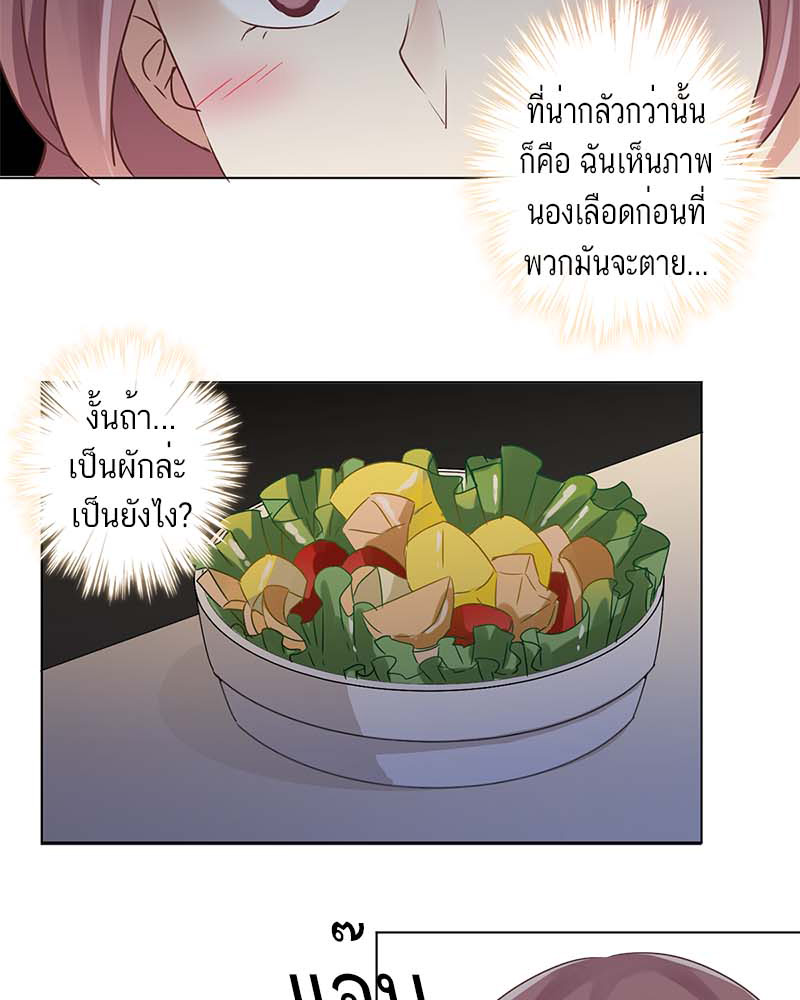 ที่น่ากลัวกว่านั้น
ก็คือ ฉันเห็นภาพ
นองเลือดก่อนที่
พวกมันจะตาย...
งั้นถ้า...
เป็นผักล่ะ
เป็นยังไง?